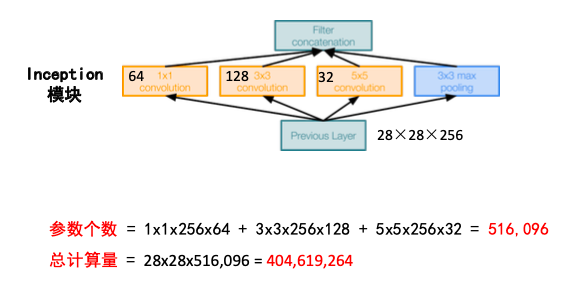 Filter
concatenation
Inception
模块
64 1x1
convolution
128 3x3
convolution
32 5x5
convolution
3x3 max
pooling
Previous Layer
28×28×256
参数个数 = 1x1x256x64 + 3x3x256x128 + 5x5x256x32 = 516,096
总计算量 = 28x28x516,096 = 404,619,264